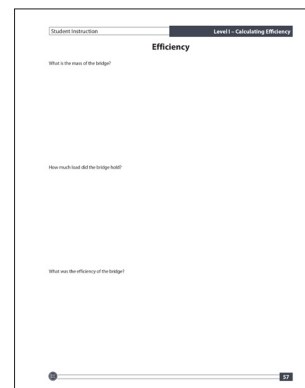 Student Instruction
Level I – Calculating Efficiency
Efficiency
What is the mass of the bridge?
How much load did the bridge hold?
What was the efficiency of the bridge?
57